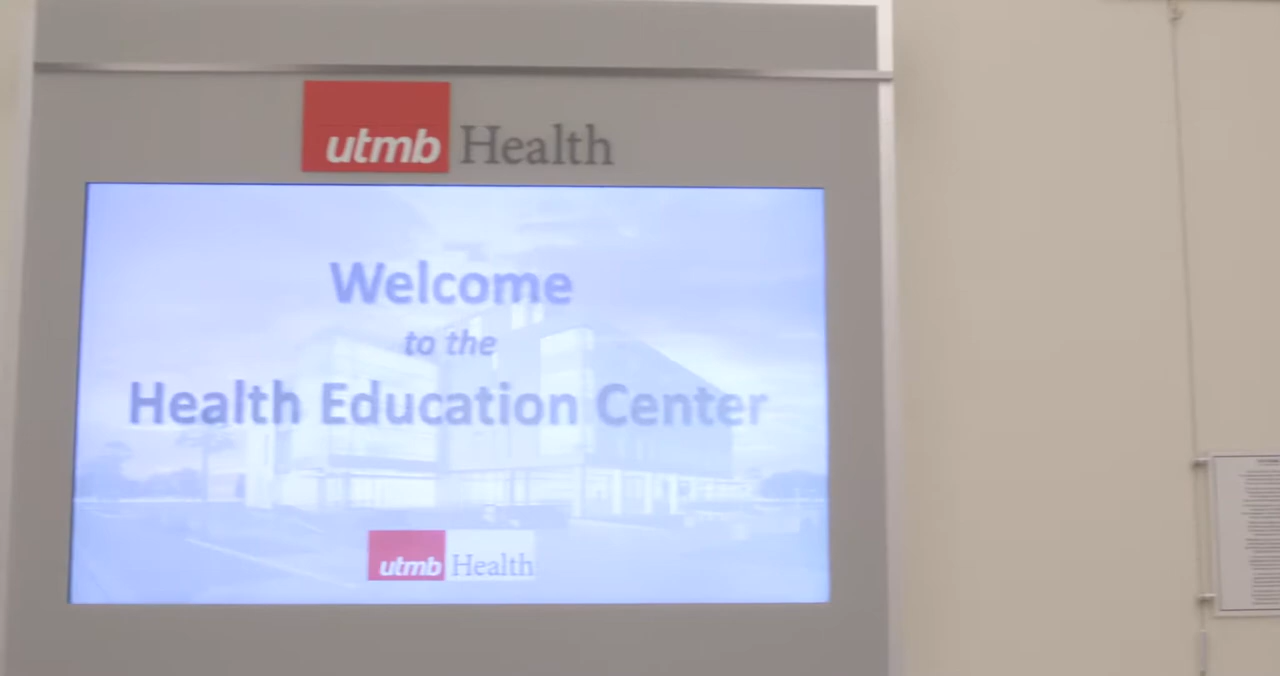 utmb Health
Welcome
to the
Health Education Center
utmb Health